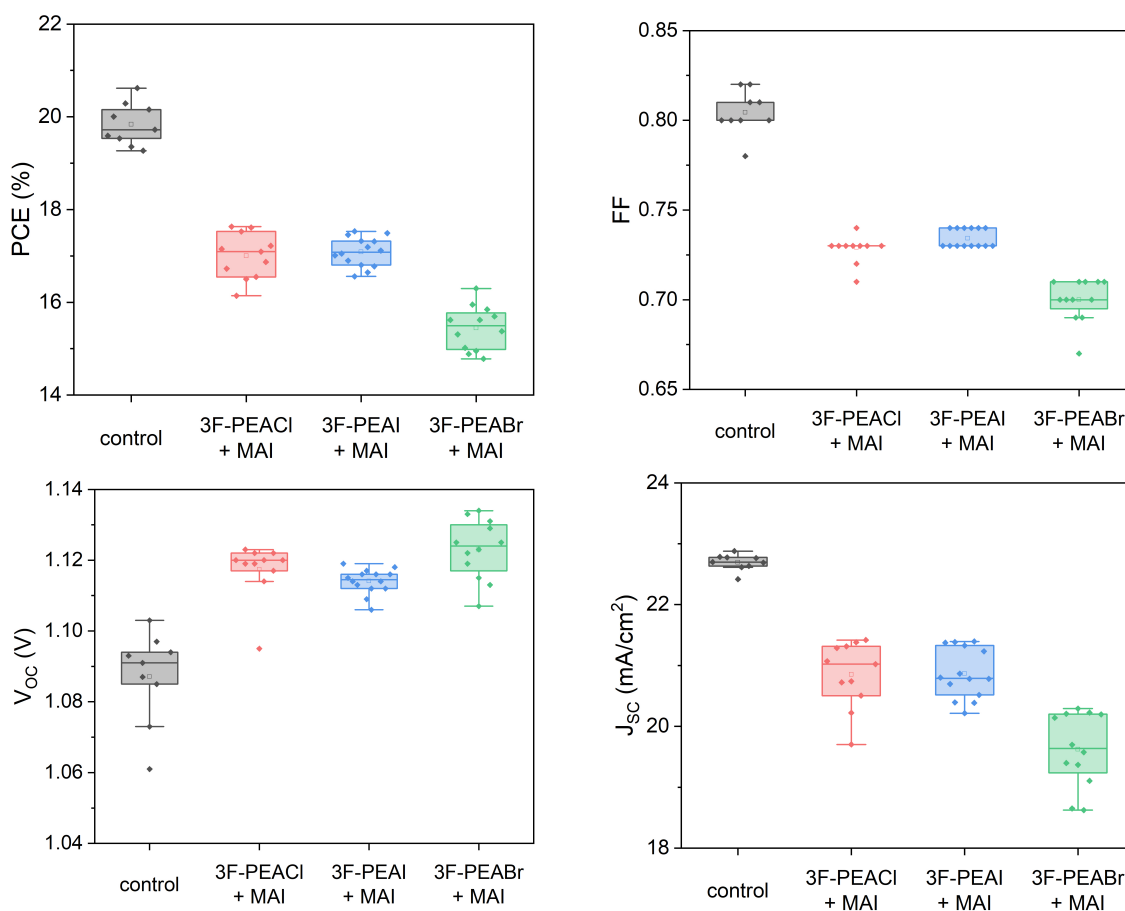 22
20
18
16
14
PCE (%)
control
3F-PEACl
+ MAI
3F-PEAI
+ MAI
3F-PEABr
+ MAI
0.85
0.80
0.75
0.70
0.65
FF
control
3F-PEACl
+ MAI
3F-PEAI
+ MAI
3F-PEABr
+ MAI
1.14
1.12
1.10
1.08
1.06
1.04
V_OC (V)
control
3F-PEACl
+ MAI
3F-PEAI
+ MAI
3F-PEABr
+ MAI
24
22
20
18
J_SC (mA/cm²)
control
3F-PEACl
+ MAI
3F-PEAI
+ MAI
3F-PEABr
+ MAI